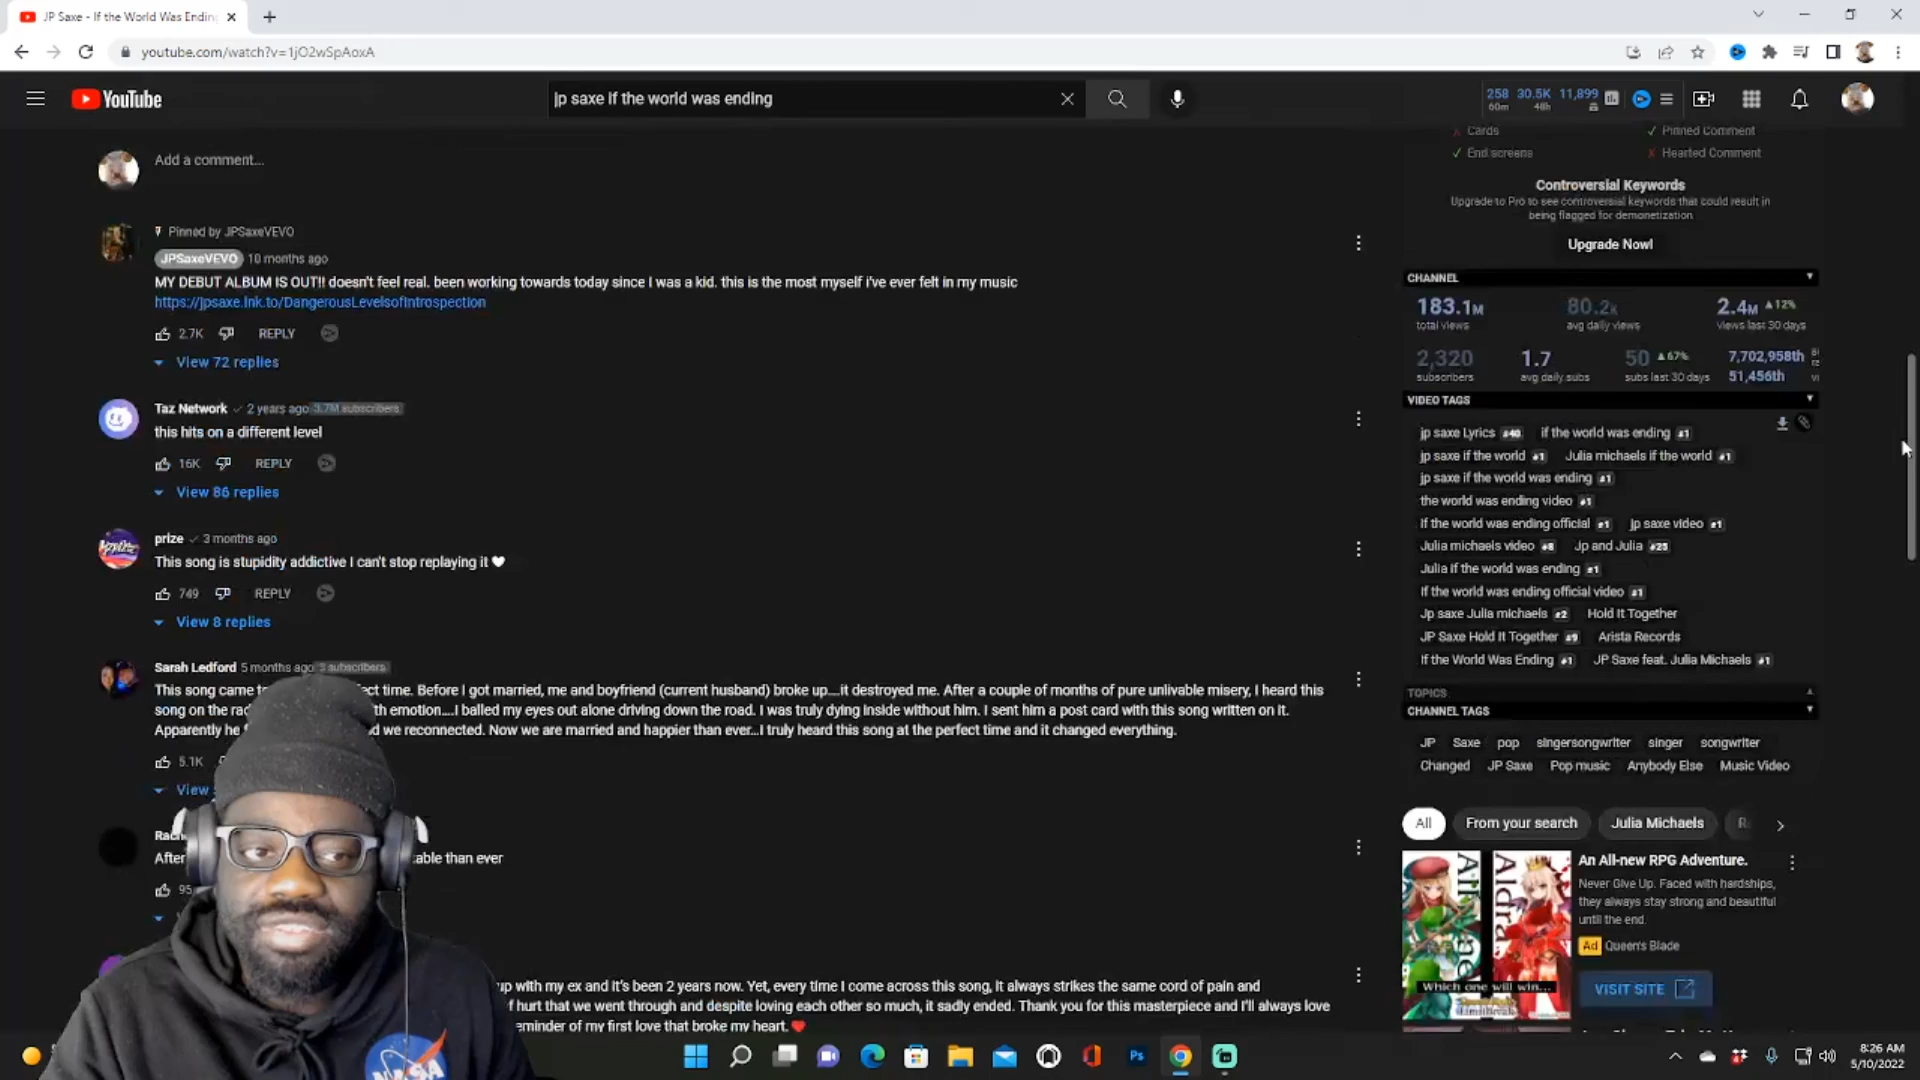 JP Saxe - If the World Was Endin
youtube.com/watch?v=1jO2wSpAoxA
YouTube
jp saxe if the world was ending
258 30.5K 11,899
60m 48h
Cards ✓ Pinned Comment
✓ End screens Hearted Comment
Controversial Keywords
Upgrade to Pro to see controversial keywords that could result in
being flagged for demonetization
Upgrade Now!
Add a comment...
Pinned by JPSaxeVEVO
JPSaxeVEVO 10 months ago
MY DEBUT ALBUM IS OUT!! doesn't feel real. been working towards today since I was a kid. this is the most myself i've ever felt in my music
https://jpsaxe.lnk.to/DangerousLevelsofIntrospection
2.7K REPLY
View 72 replies
Taz Network ✓ 2 years ago 3.7M subscribers
this hits on a different level
16K REPLY
View 86 replies
prize ✓ 3 months ago
This song is stupidity addictive I can't stop replaying it
749 REPLY
View 8 replies
Sarah Ledford 5 months ago 3 subscribers
This song came ect time. Before I got married, me and boyfriend (current husband) broke up....it destroyed me. After a couple of months of pure unlivable misery, I heard this
song on the rad th emotion....I balled my eyes out alone driving down the road. I was truly dying inside without him. I sent him a post card with this song written on it.
Apparently he d we reconnected. Now we are married and happier than ever...I truly heard this song at the perfect time and it changed everything.
5.1K
View
Rac
After able than ever
95
up with my ex and it's been 2 years now. Yet, every time I come across this song, it always strikes the same cord of pain and
f hurt that we went through and despite loving each other so much, it sadly ended. Thank you for this masterpiece and I'll always love
eminder of my first love that broke my heart.
CHANNEL
183.1M 80.2k 2.4M 12%
total views avg daily views views last 30 days
2,320 1.7 50 67% 7,702,958th
subscribers avg daily subs subs last 30 days 51,456th
VIDEO TAGS
jp saxe Lyrics #40 if the world was ending #1
jp saxe if the world #1 Julia michaels if the world #1
jp saxe if the world was ending #1
the world was ending video #1
If the world was ending official #1 jp saxe video #1
Julia michaels video #8 Jp and Julia #25
Julia if the world was ending #1
If the world was ending official video #1
Jp saxe Julia michaels #2 Hold It Together
JP Saxe Hold It Together #9 Arista Records
If the World Was Ending #1 JP Saxe feat. Julia Michaels #1
TOPICS
CHANNEL TAGS
JP Saxe pop singersongwriter singer songwriter
Changed JP Saxe Pop music Anybody Else Music Video
All From your search Julia Michaels R
An All-new RPG Adventure.
Never Give Up. Faced with hardships,
they always stay strong and beautiful
until the end.
Ad Queen's Blade
VISIT SITE
Which one will win...
NASA
Ps
8:26 AM
5/10/2022